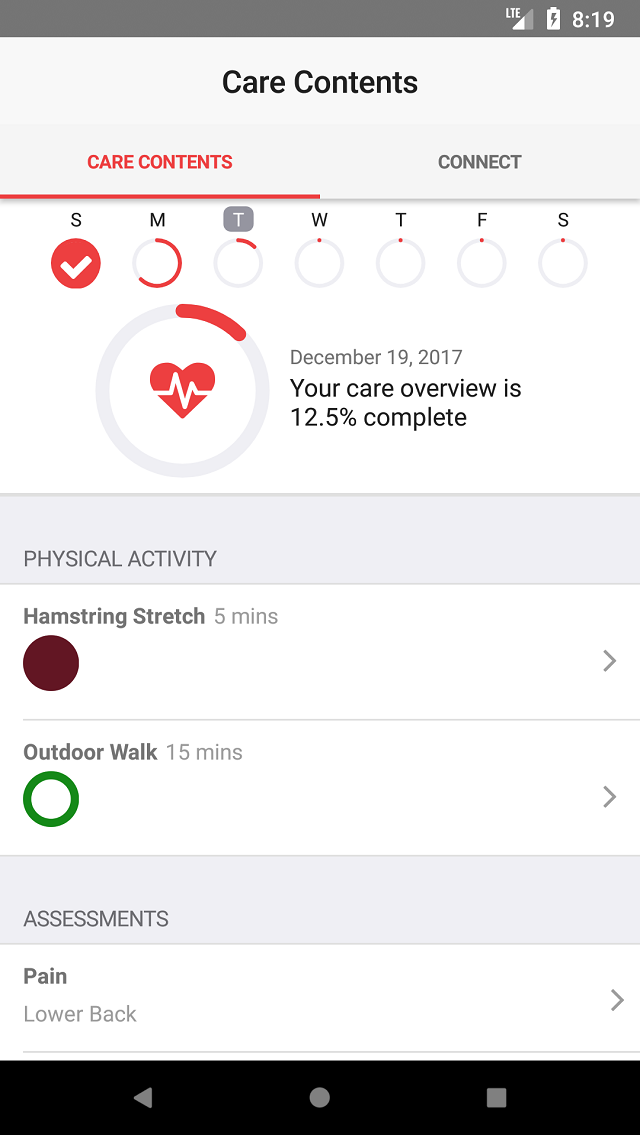 LTE 8:19
Care Contents
CARE CONTENTS CONNECT
S M T W T F S
December 19, 2017
Your care overview is
12.5% complete
PHYSICAL ACTIVITY
Hamstring Stretch 5 mins
Outdoor Walk 15 mins
ASSESSMENTS
Pain
Lower Back